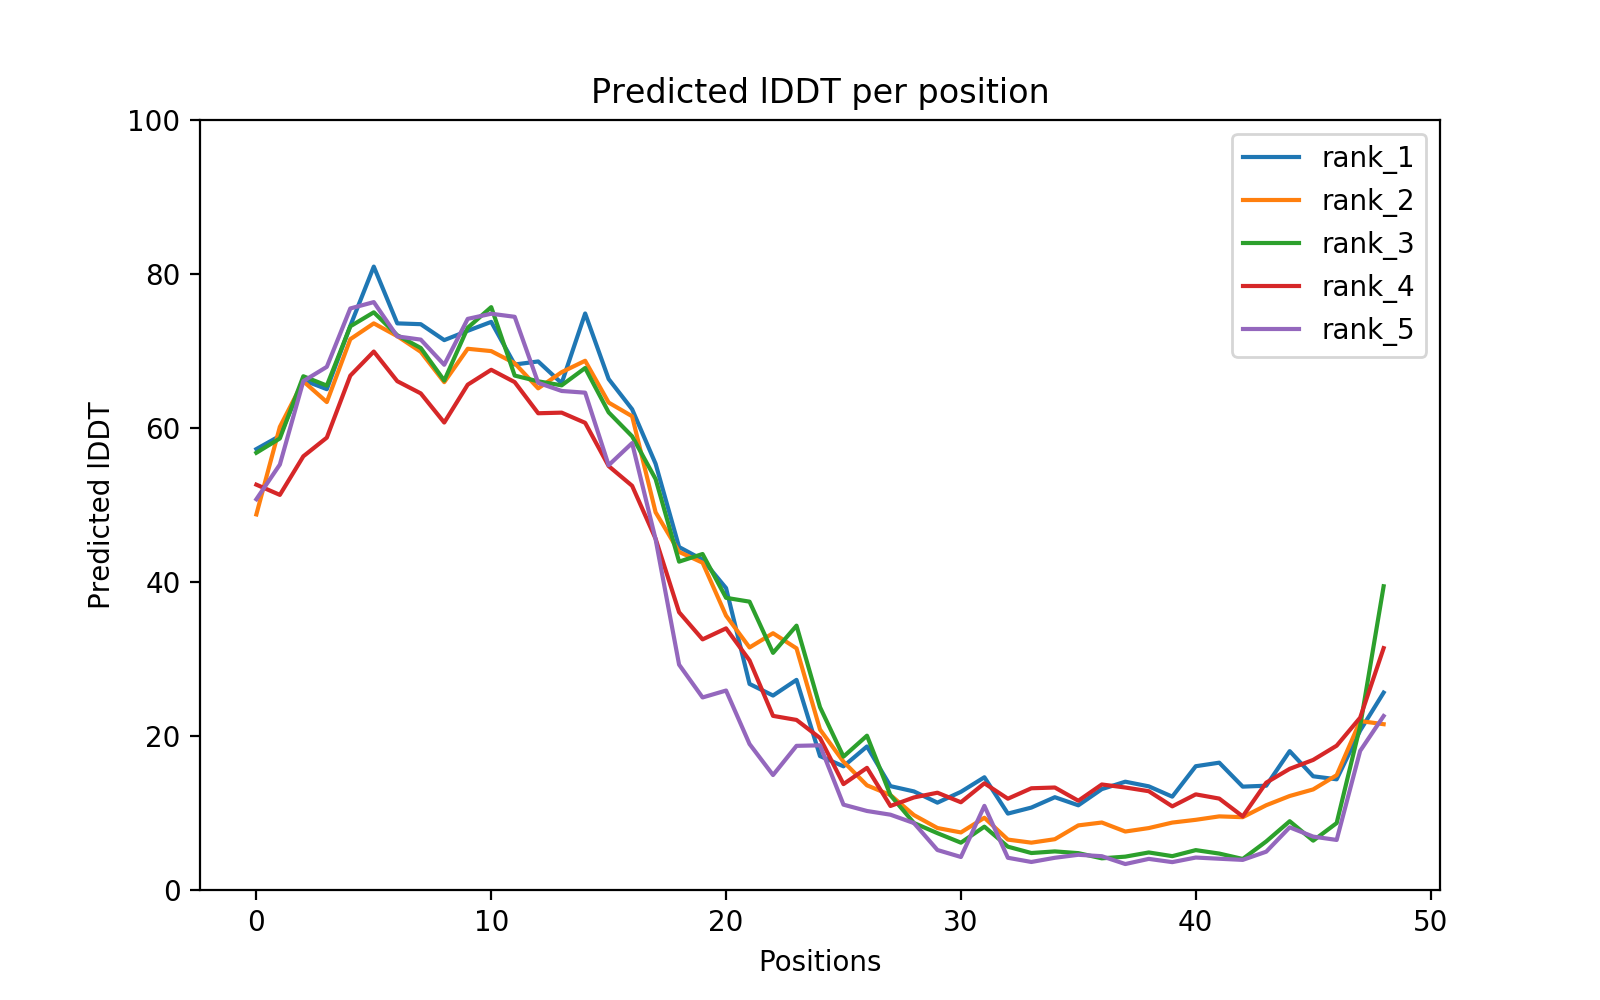 Predicted lDDT per position
100
80
60
40
20
0
Predicted lDDT
0 10 20 30 40 50
Positions
rank_1
rank_2
rank_3
rank_4
rank_5